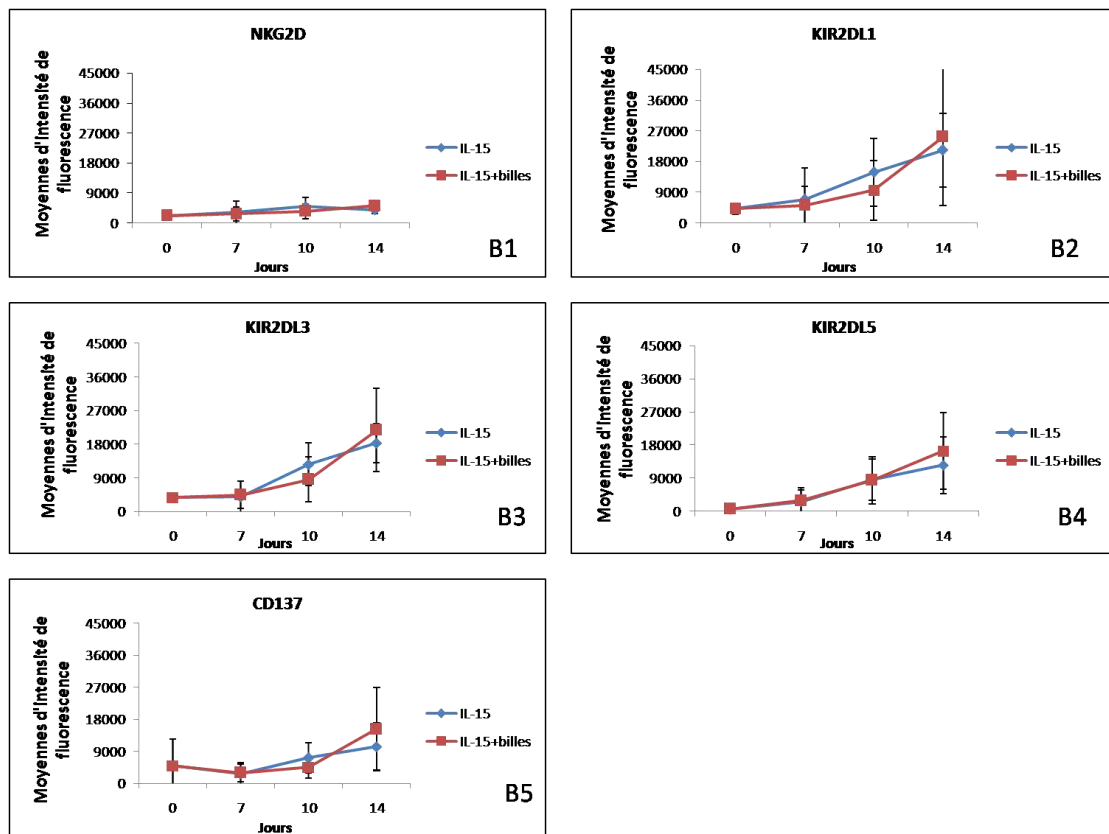 NKG2D
Moyennes d'Intensité de
fluorescence
45000
36000
27000
18000
9000
0
0 7 10 14
Jours
IL-15
IL-15+billes
B1
KIR2DL1
Moyennes d'Intensité de
fluorescence
45000
36000
27000
18000
9000
0
0 7 10 14
Jours
IL-15
IL-15+billes
B2
KIR2DL3
Moyennes d'Intensité de
fluorescence
45000
36000
27000
18000
9000
0
0 7 10 14
Jours
IL-15
IL-15+billes
B3
KIR2DL5
Moyennes d'Intensité de
fluorescence
45000
36000
27000
18000
9000
0
0 7 10 14
Jours
IL-15
IL-15+billes
B4
CD137
Moyennes d'Intensité de
fluorescence
45000
36000
27000
18000
9000
0
0 7 10 14
Jours
IL-15
IL-15+billes
B5